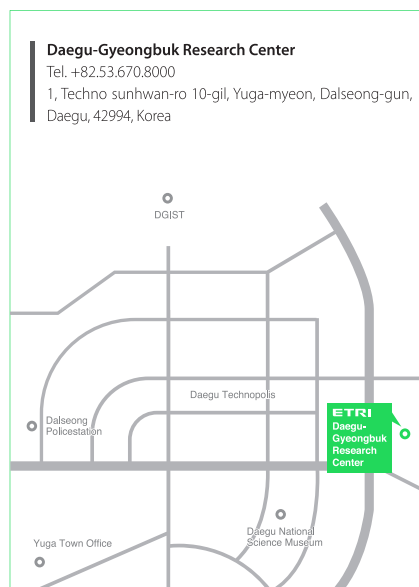 Daegu-Gyeongbuk Research Center
Tel. +82.53.670.8000
1, Techno sunhwan-ro 10-gil, Yuga-myeon, Dalseong-gun,
Daegu, 42994, Korea
DGIST
Daegu Technopolis
ETRI
Daegu-
Gyeongbuk
Research
Center
Dalseong
Policestation
Daegu National
Science Museum
Yuga Town Office